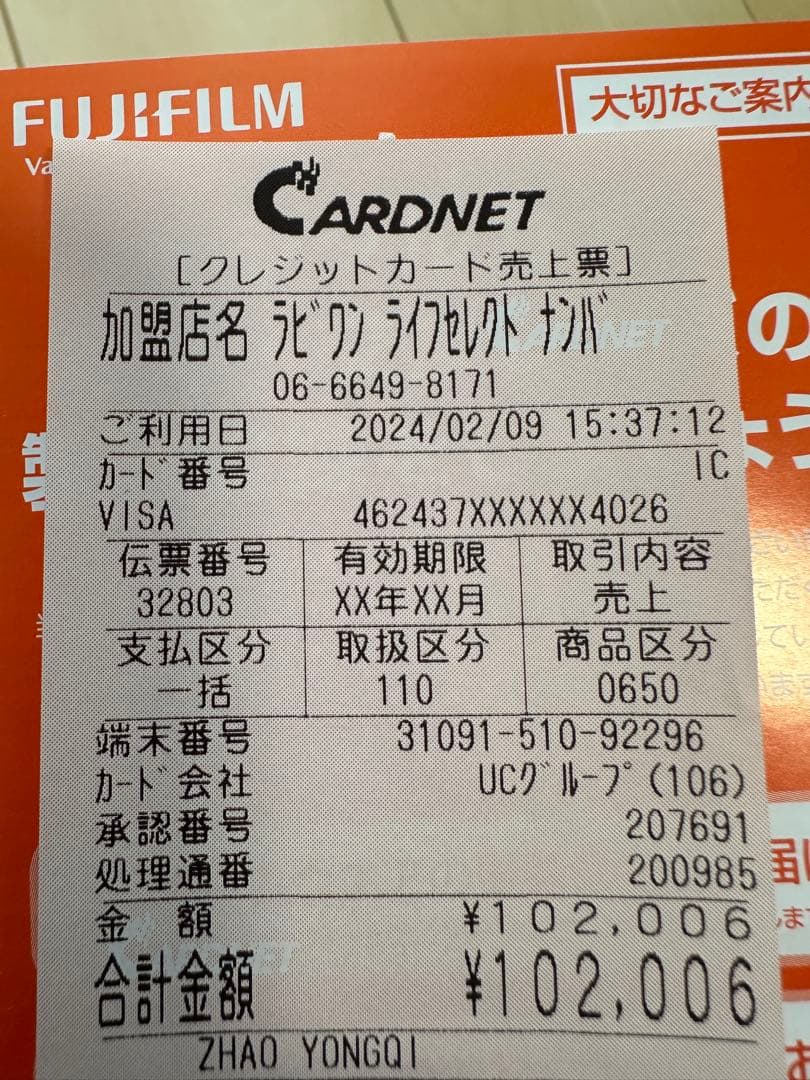 FUJIFILM
大切なご案内
Va
CARDNET
[クレジットカード売上票]
加盟店名 ラビワン ライフセレクト ナンバ
06-6649-8171
ご利用日 2024/02/09 15:37:12
カード番号 IC
VISA 462437XXXXXX4026
伝票番号 有効期限 取引内容
32803 XX年XX月 売上
支払区分 取扱区分 商品区分
一括 110 0650
端末番号 31091-510-92296
カード会社 UCグループ(106)
承認番号 207691
処理通番 200985
金 額 ¥102,006
合計金額 ¥102,006
ZHAO YONGQI